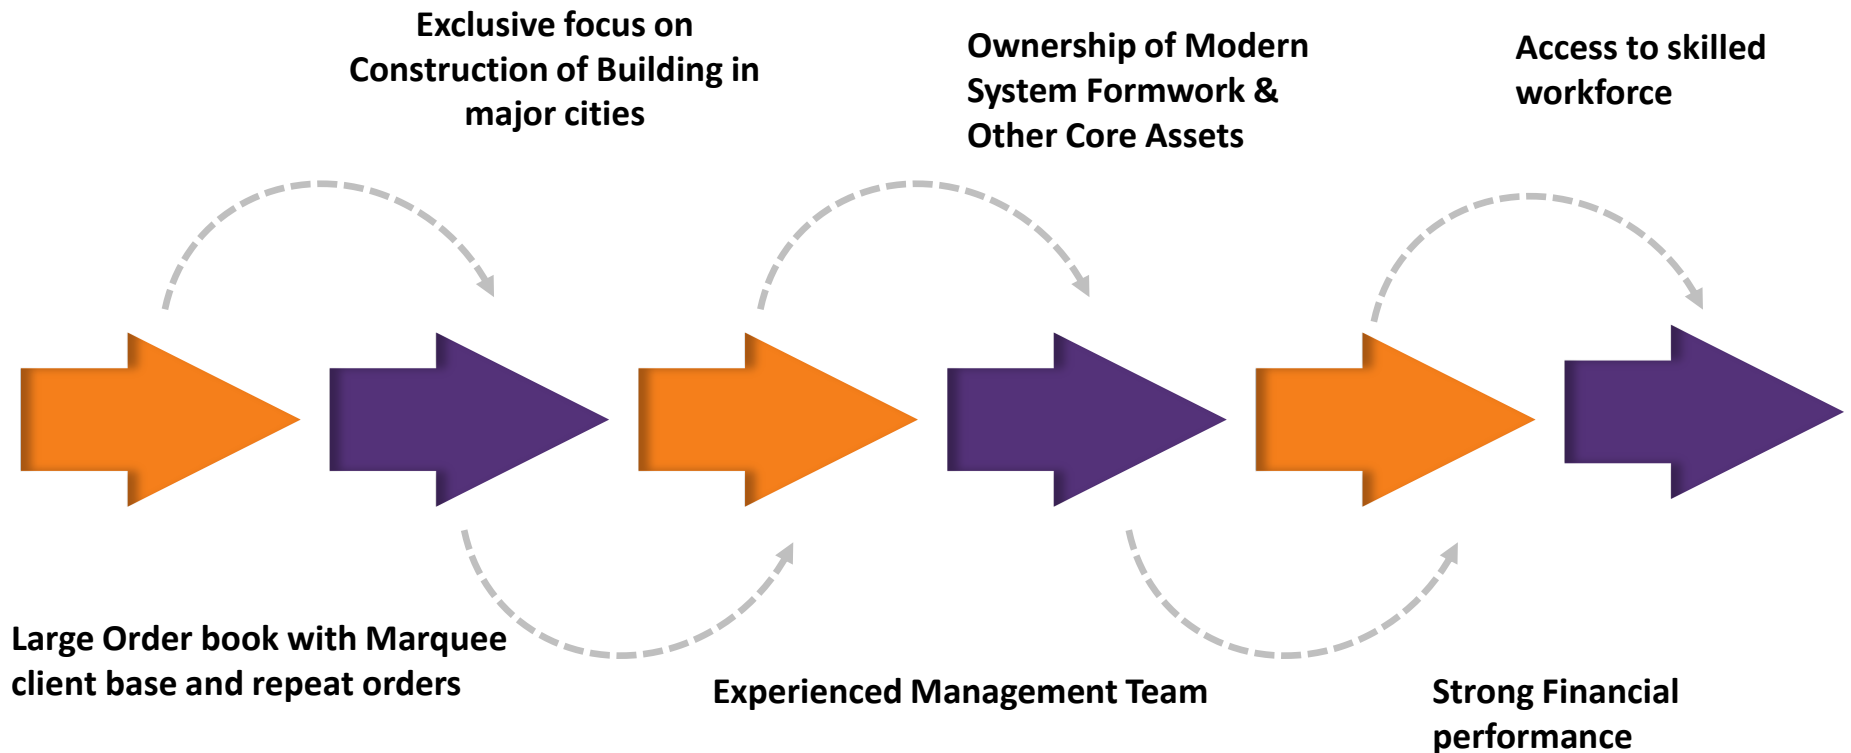 Exclusive focus on
Construction of Building in
major cities
Ownership of Modern
System Formwork &
Other Core Assets
Access to skilled
workforce
Large Order book with Marquee
client base and repeat orders
Experienced Management Team
Strong Financial
performance